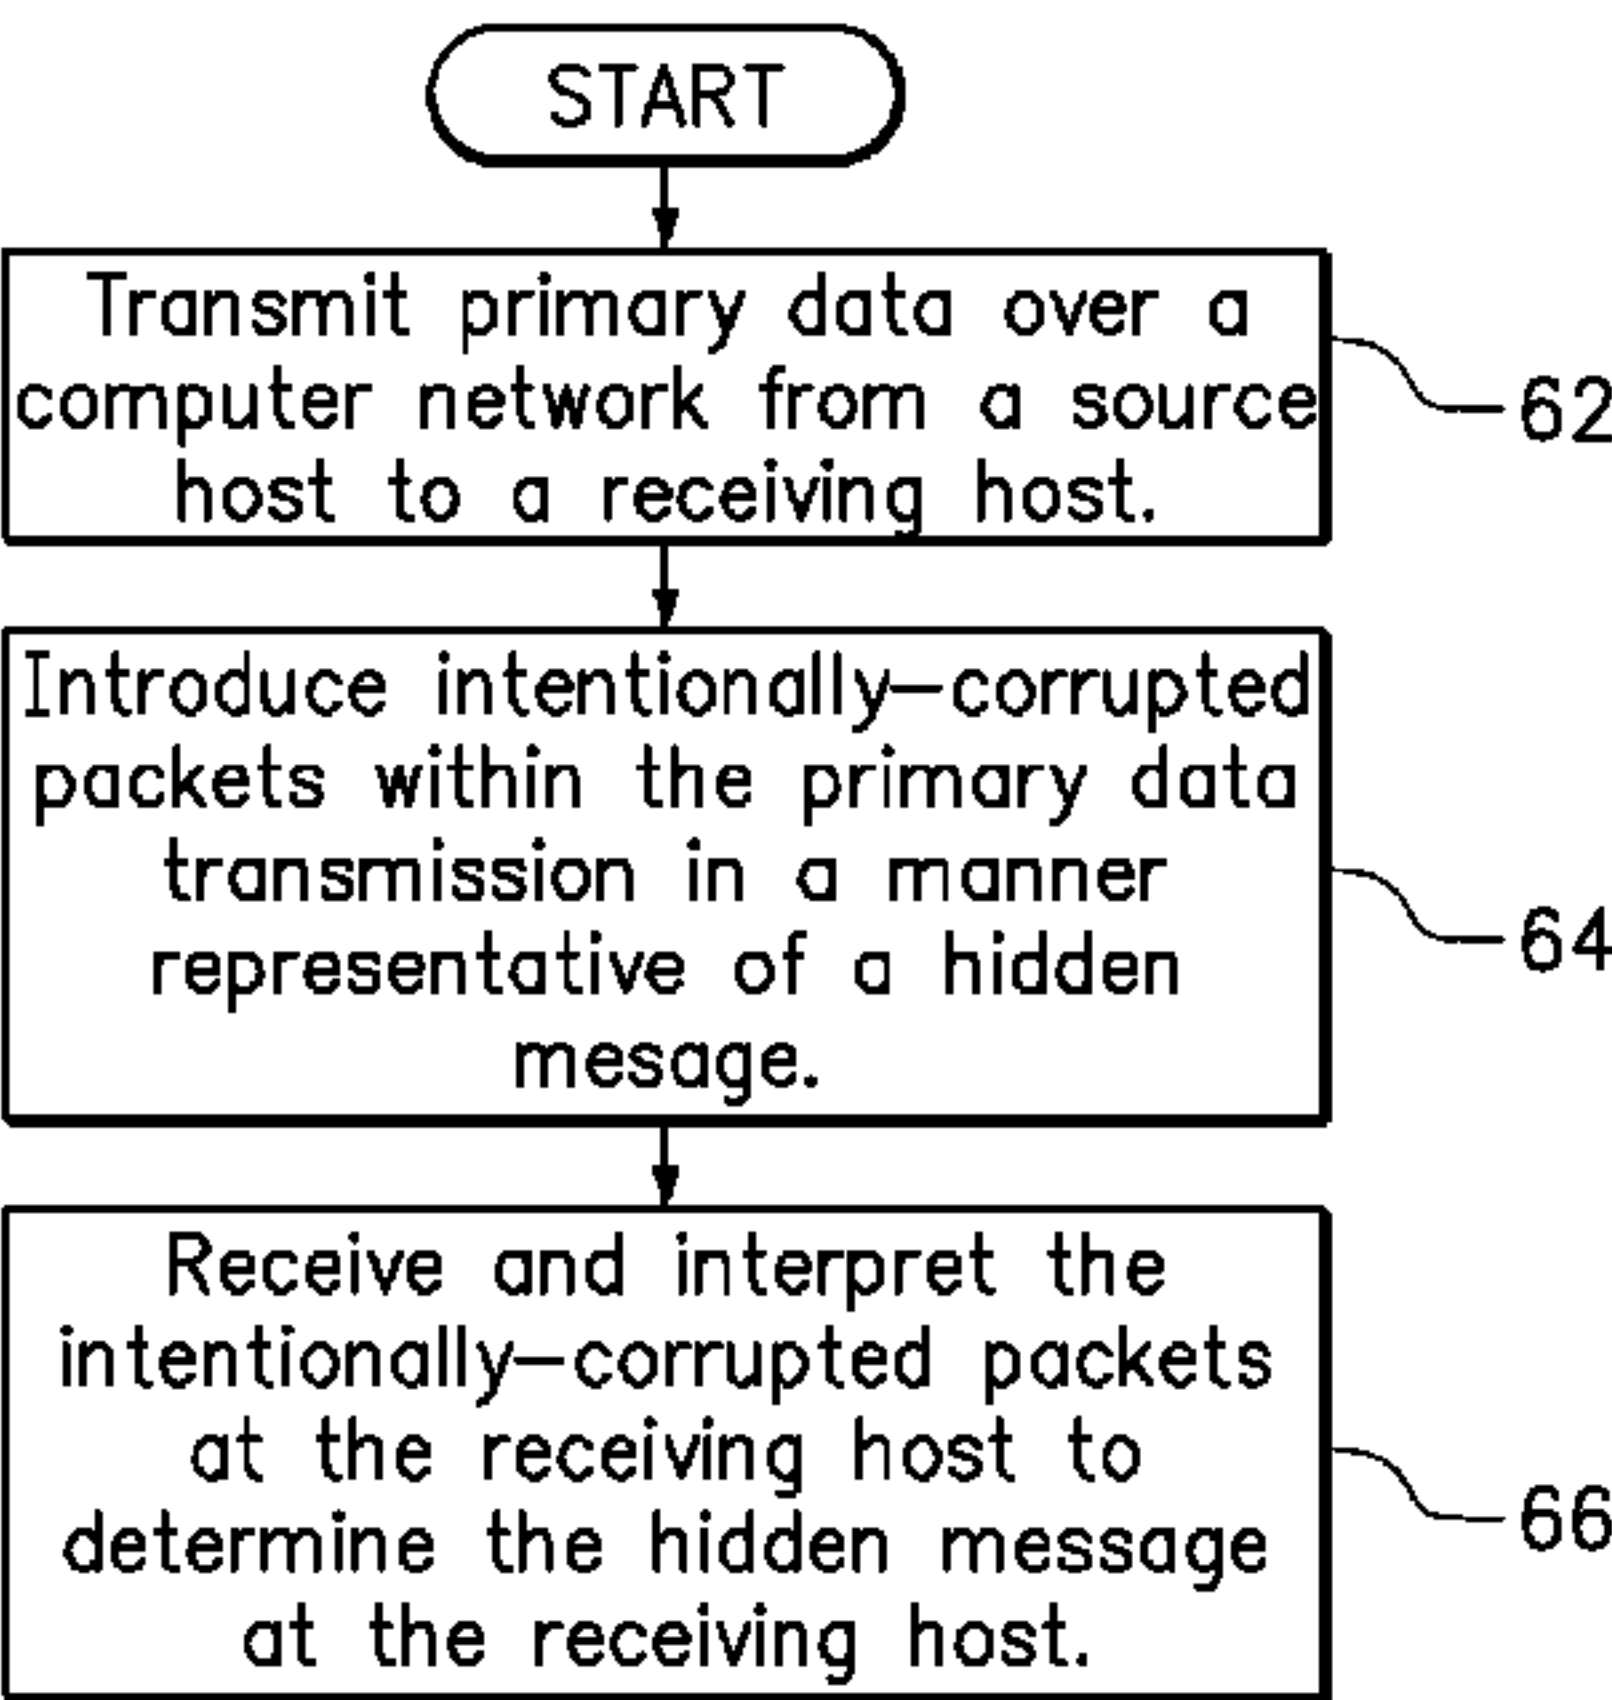 START
Transmit primary data over a
computer network from a source
host to a receiving host.
62
Introduce intentionally-corrupted
packets within the primary data
transmission in a manner
representative of a hidden
mesage.
64
Receive and interpret the
intentionally-corrupted packets
at the receiving host to
determine the hidden message
at the receiving host.
66